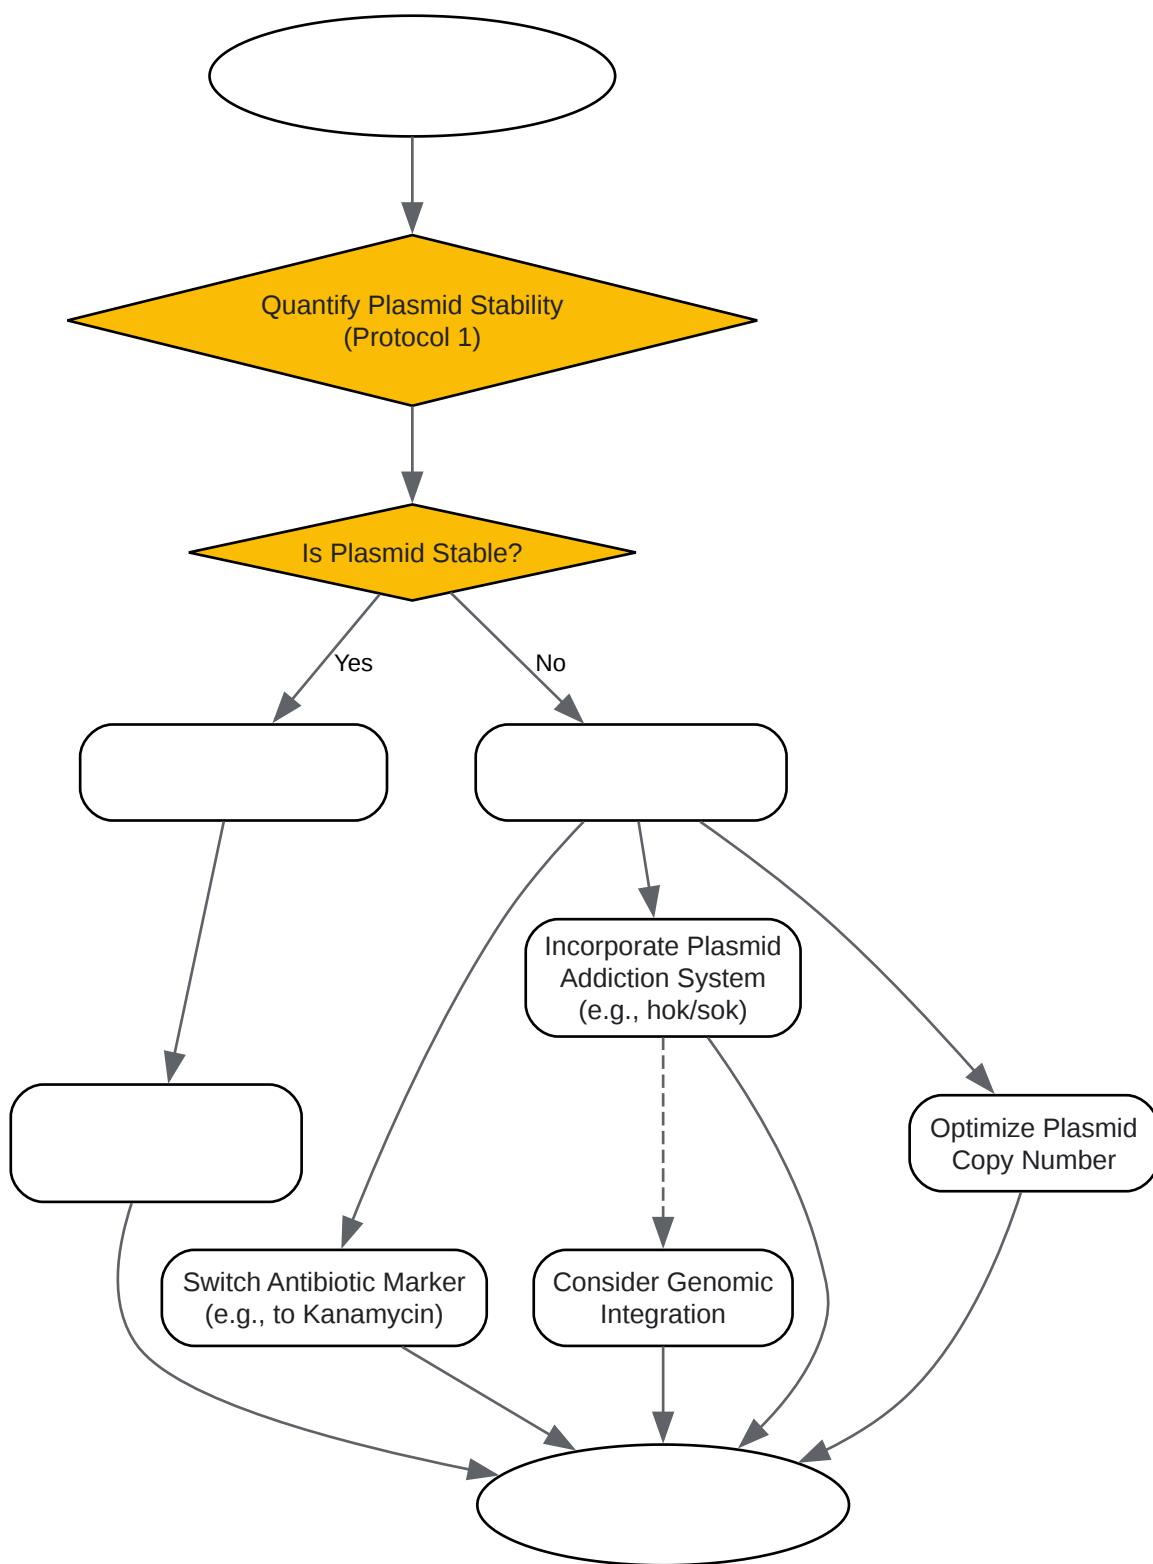 Quantify Plasmid Stability
(Protocol 1)
Is Plasmid Stable?
Yes
No
Incorporate Plasmid
Addiction System
(e.g., hok/sok)
Optimize Plasmid
Copy Number
Switch Antibiotic Marker
(e.g., to Kanamycin)
Consider Genomic
Integration